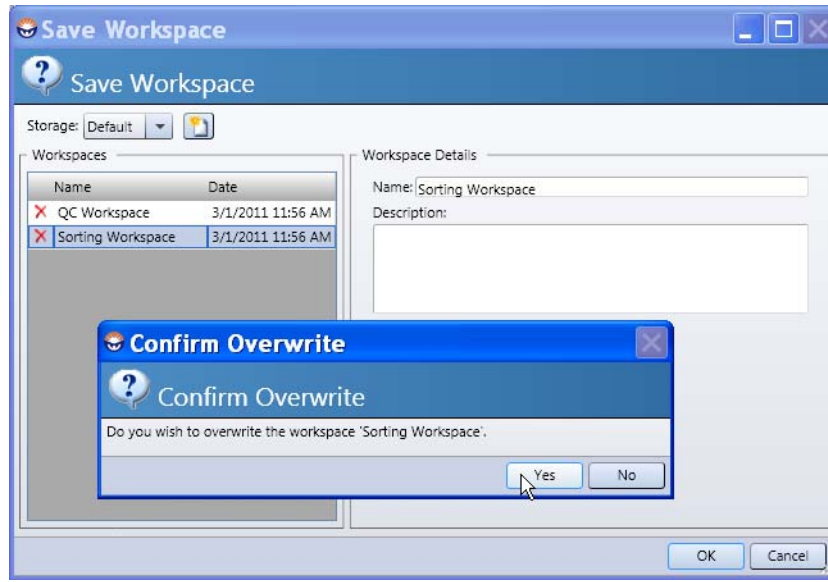 Save Workspace
Save Workspace
Storage: Default
Workspaces
Name Date
QC Workspace 3/1/2011 11:56 AM
Sorting Workspace 3/1/2011 11:56 AM
Workspace Details
Name: Sorting Workspace
Description:
Confirm Overwrite
Confirm Overwrite
Do you wish to overwrite the workspace 'Sorting Workspace'.
Yes No
OK Cancel